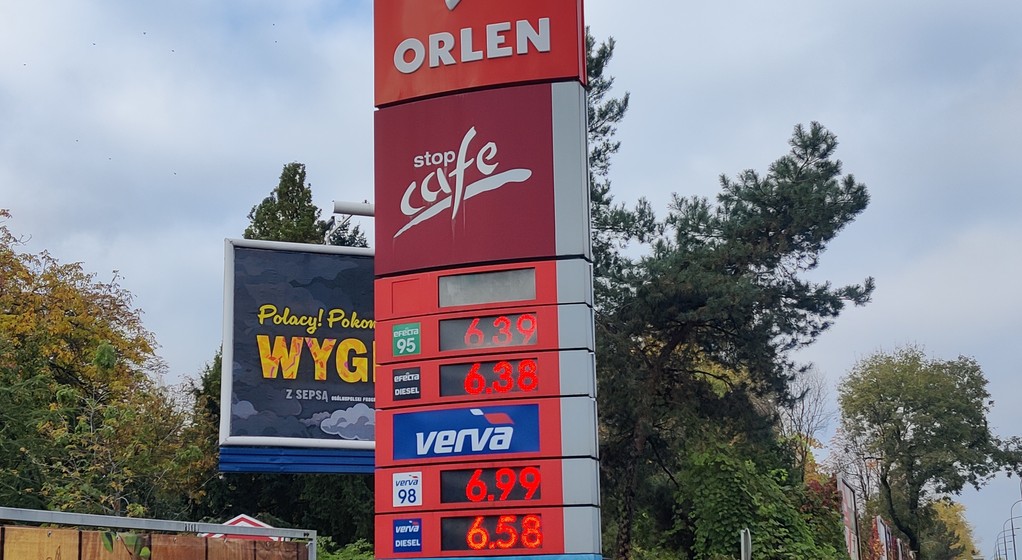 ORLEN
stop
cafe
efecta
95
6.39
efecta
DIESEL
6.38
verva
verva
98
6.99
verva
DIESEL
6.58
Polacy! Pokon
WYG
Z SEPSĄ